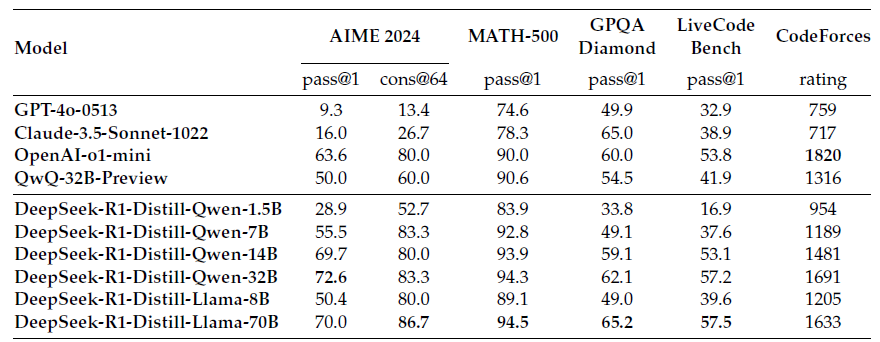 Model AIME 2024 MATH-500 GPQA Diamond LiveCode Bench CodeForces
pass@1 cons@64 pass@1 pass@1 pass@1 rating
GPT-4o-0513 9.3 13.4 74.6 49.9 32.9 759
Claude-3.5-Sonnet-1022 16.0 26.7 78.3 65.0 38.9 717
OpenAI-o1-mini 63.6 80.0 90.0 60.0 53.8 1820
QwQ-32B-Preview 50.0 60.0 90.6 54.5 41.9 1316
DeepSeek-R1-Distill-Qwen-1.5B 28.9 52.7 83.9 33.8 16.9 954
DeepSeek-R1-Distill-Qwen-7B 55.5 83.3 92.8 49.1 37.6 1189
DeepSeek-R1-Distill-Qwen-14B 69.7 80.0 93.9 59.1 53.1 1481
DeepSeek-R1-Distill-Qwen-32B 72.6 83.3 94.3 62.1 57.2 1691
DeepSeek-R1-Distill-Llama-8B 50.4 80.0 89.1 49.0 39.6 1205
DeepSeek-R1-Distill-Llama-70B 70.0 86.7 94.5 65.2 57.5 1633